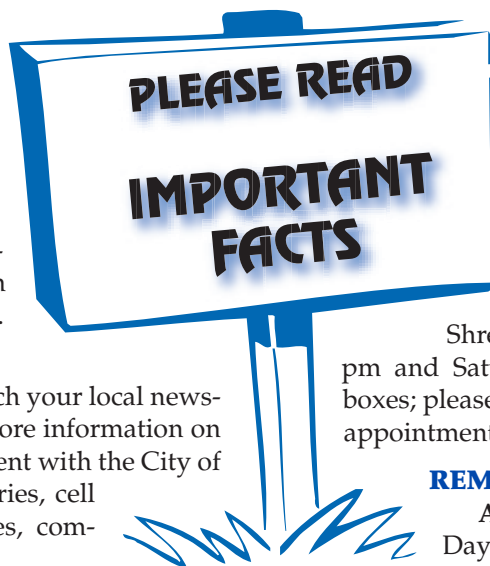 PLEASE READ
IMPORTANT
FACTS
ch your local news-
ore information on
ent with the City of
ries, cell
es, com-
Shre
pm and Sat
boxes; please
appointment
REM
A
Day